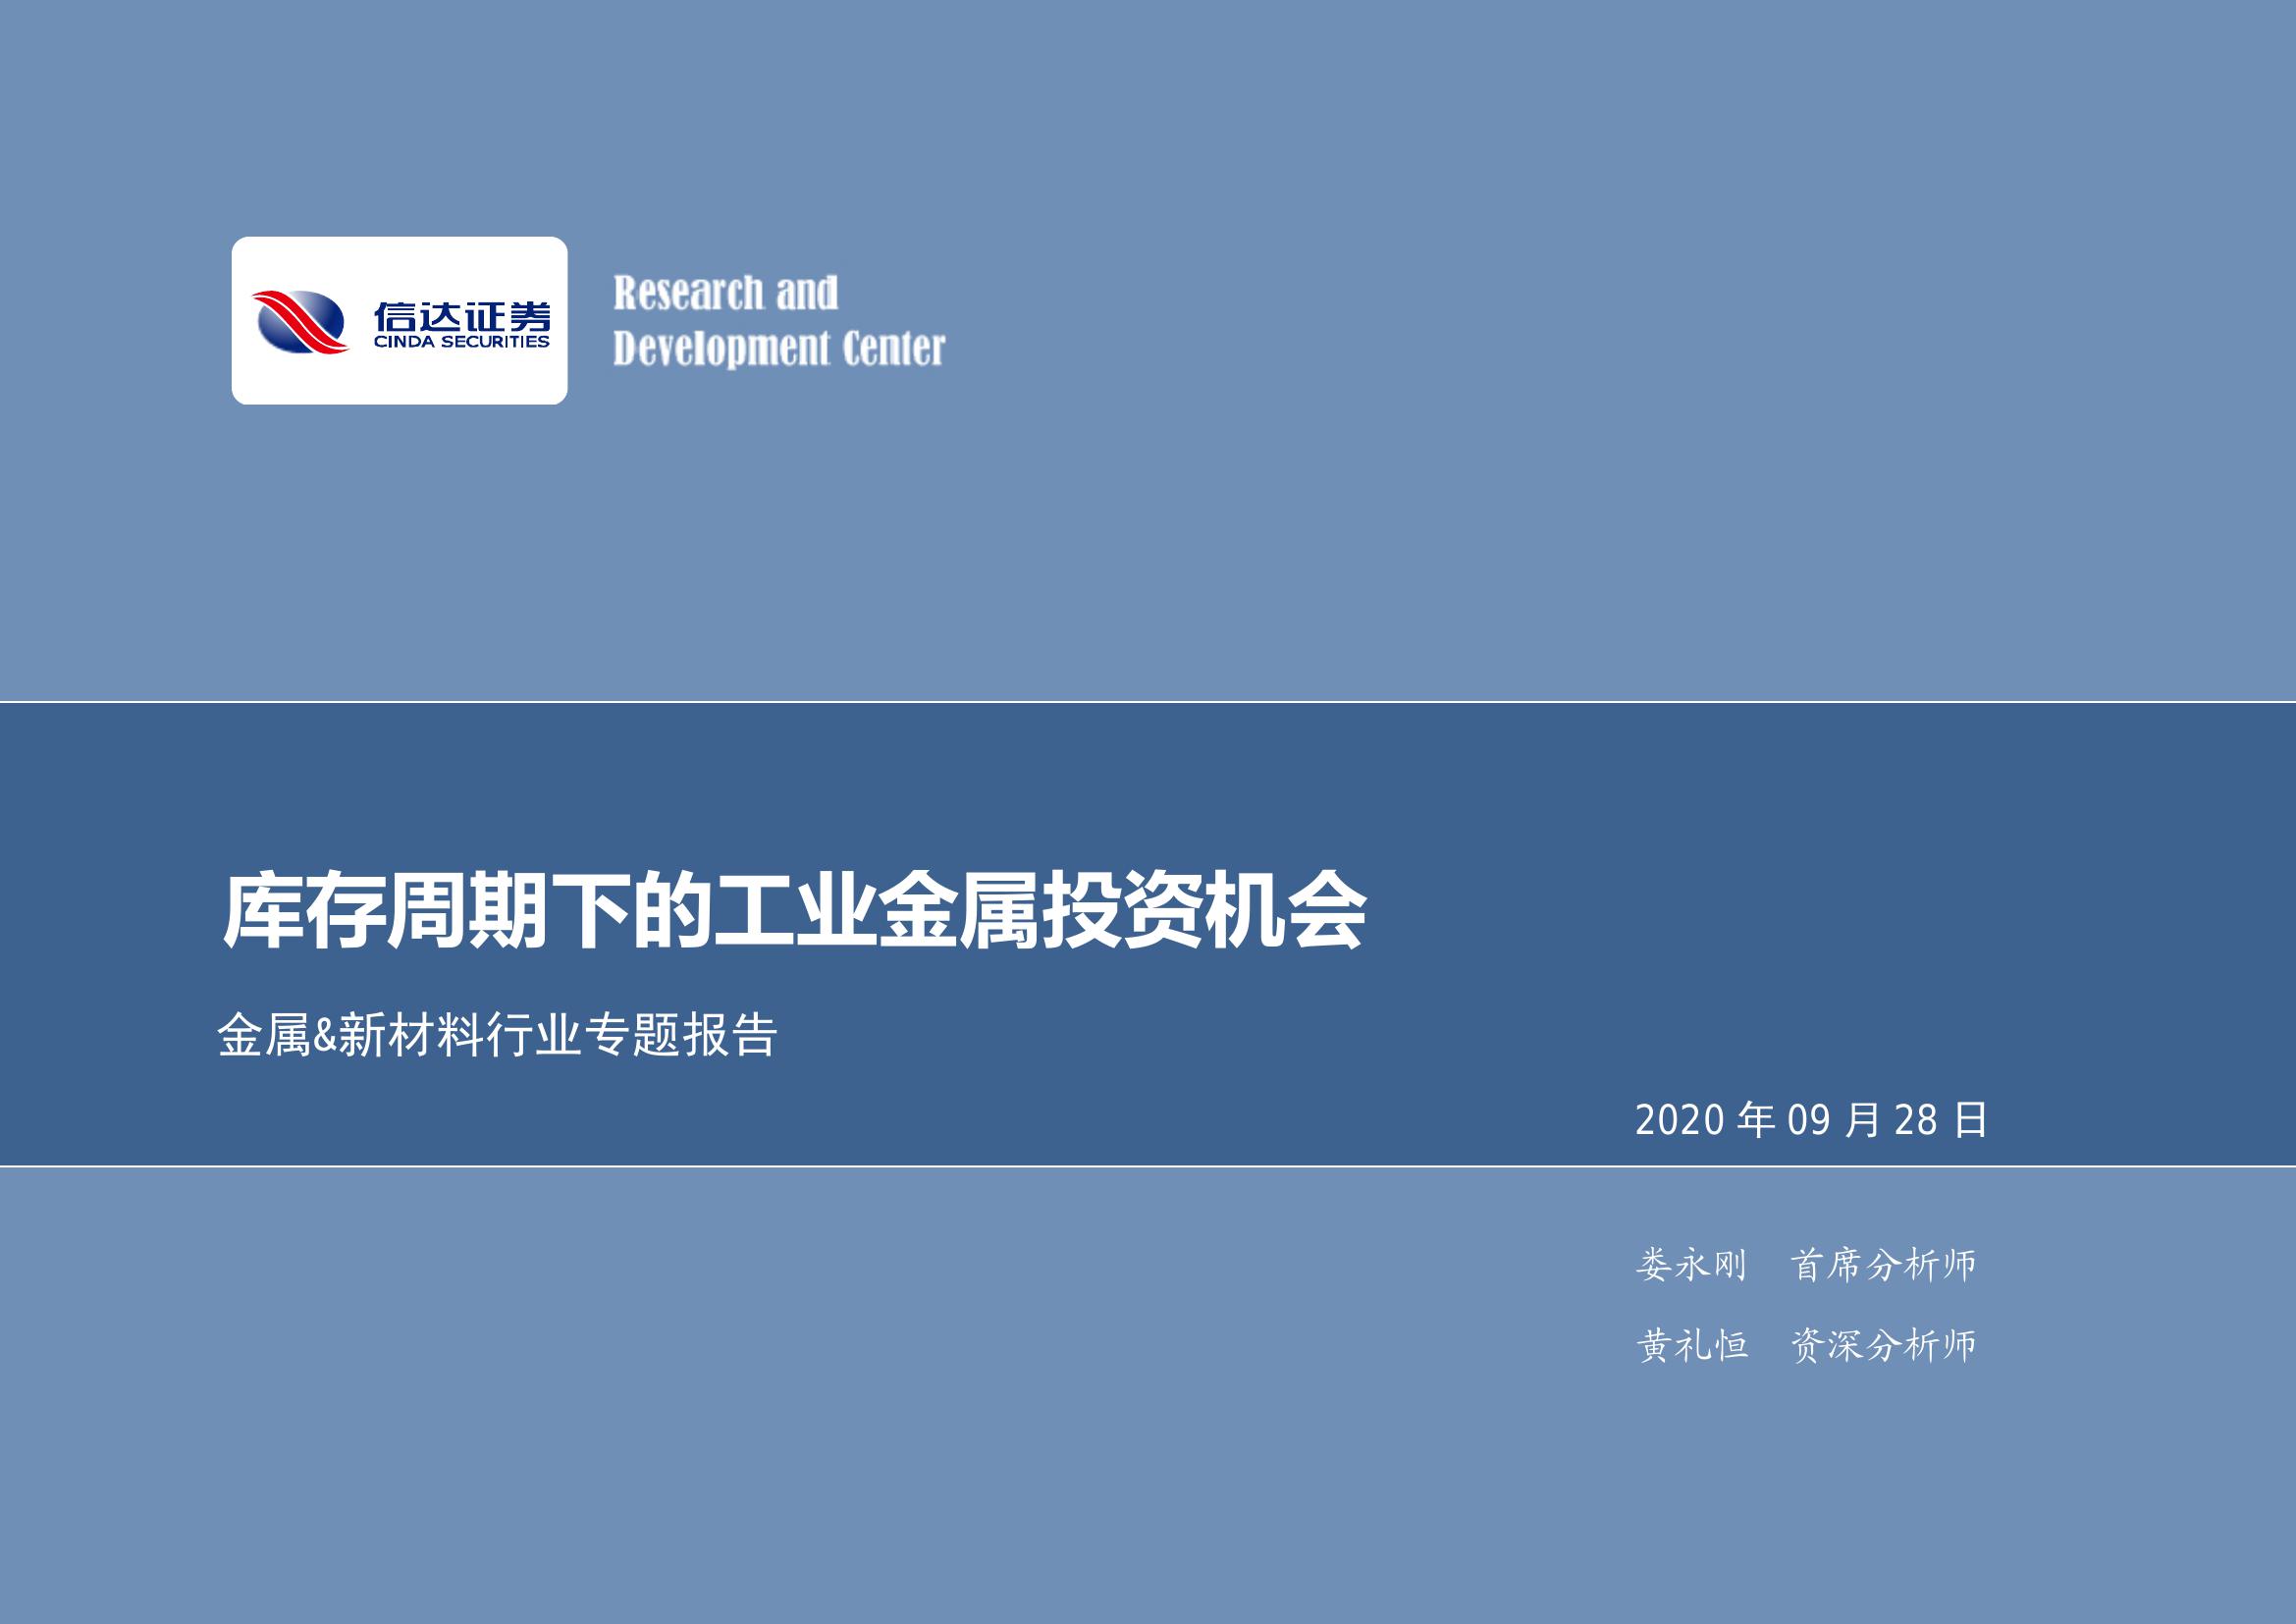 信达证券
CINDA SECURITIES
Research and
Development Center
库存周期下的工业金属投资机会
金属&新材料行业专题报告
2020 年 09 月 28 日
娄永刚 首席分析师
黄礼恒 资深分析师